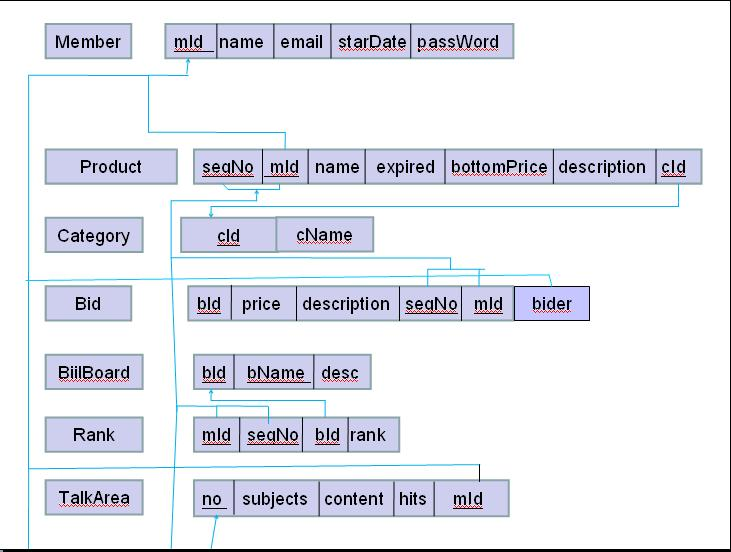 Member mId name email starDate passWord
Product seqNo mId name expired bottomPrice description cId
Category cId cName
Bid bId price description seqNo mId bider
BiilBoard bId bName desc
Rank mId seqNo bId rank
TalkArea no subjects content hits mId